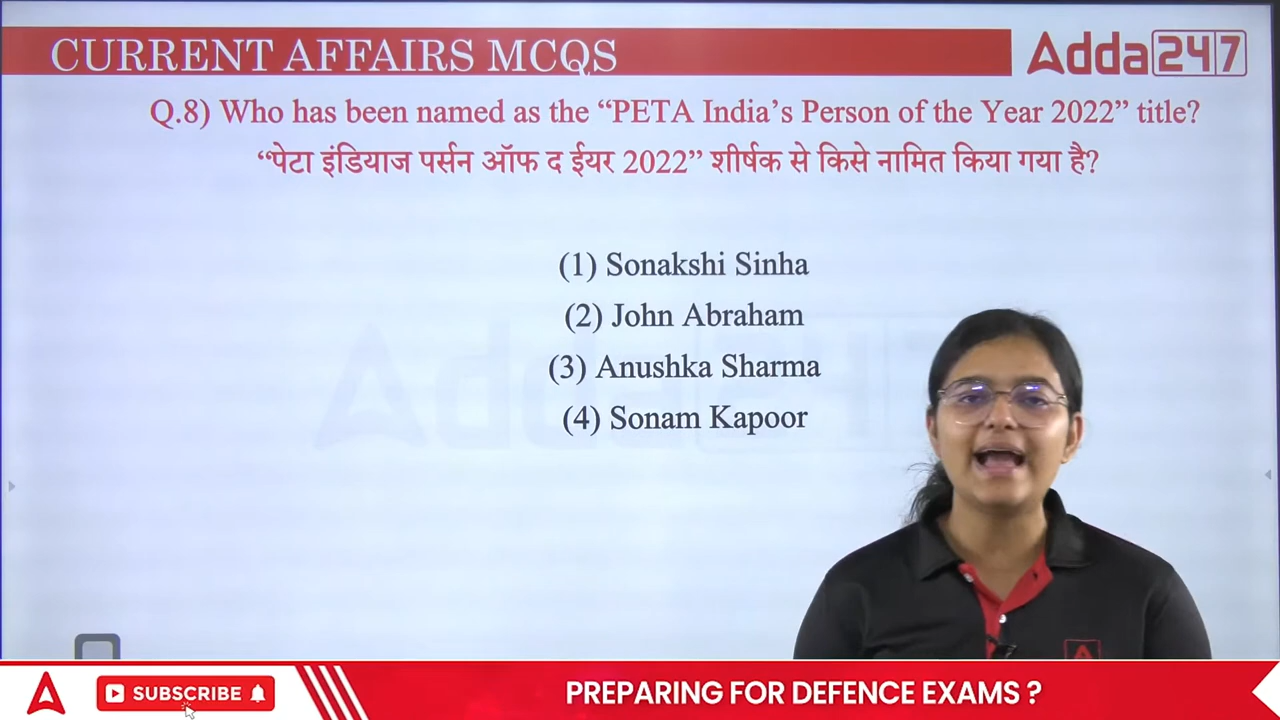 CURRENT AFFAIRS MCQS
Adda247
Q.8) Who has been named as the “PETA India’s Person of the Year 2022” title?
“पेटा इंडियाज पर्सन ऑफ द ईयर 2022” शीर्षक से किसे नामित किया गया है?
(1) Sonakshi Sinha
(2) John Abraham
(3) Anushka Sharma
(4) Sonam Kapoor
Adda247
SUBSCRIBE
PREPARING FOR DEFENCE EXAMS ?